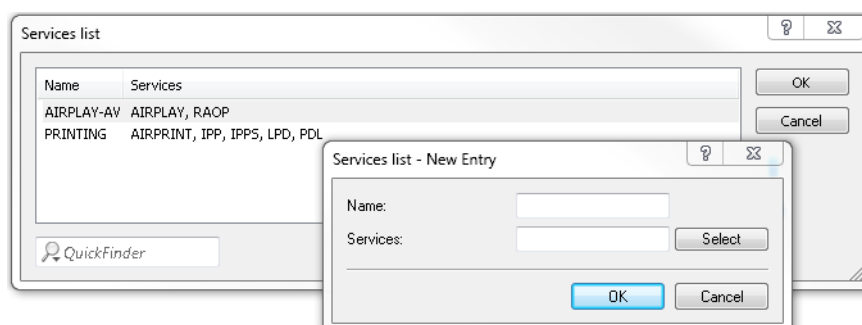 Services list
Name Services
AIRPLAY-AV AIRPLAY, RAOP
PRINTING AIRPRINT, IPP, IPPS, LPD, PDL
OK
Cancel
QuickFinder
Services list - New Entry
Name:
Services:
Select
OK
Cancel